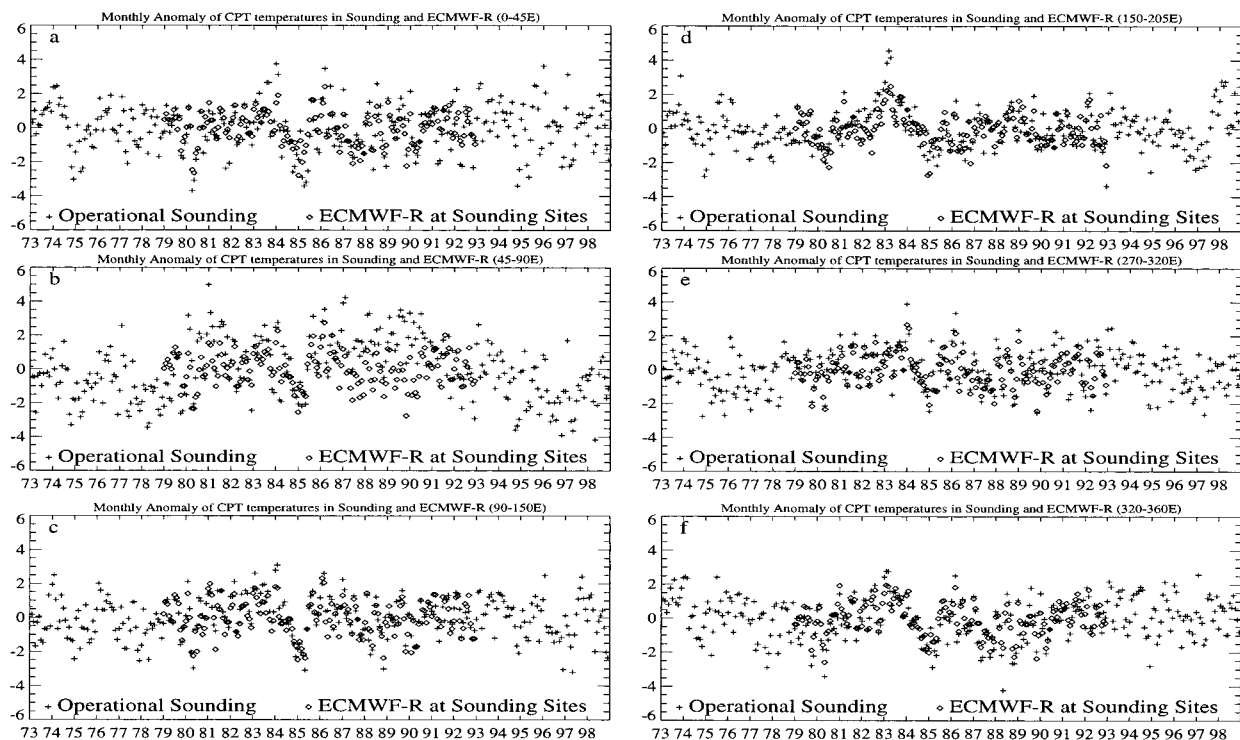 Monthly Anomaly of CPT temperatures in Sounding and ECMWF-R (0-45E)
a
6
4
2
0
-2
-4
-6
+ Operational Sounding ◇ ECMWF-R at Sounding Sites
73 74 75 76 77 78 79 80 81 82 83 84 85 86 87 88 89 90 91 92 93 94 95 96 97 98
Monthly Anomaly of CPT temperatures in Sounding and ECMWF-R (45-90E)
b
6
4
2
0
-2
-4
-6
+ Operational Sounding ◇ ECMWF-R at Sounding Sites
73 74 75 76 77 78 79 80 81 82 83 84 85 86 87 88 89 90 91 92 93 94 95 96 97 98
Monthly Anomaly of CPT temperatures in Sounding and ECMWF-R (90-150E)
c
6
4
2
0
-2
-4
-6
+ Operational Sounding ◇ ECMWF-R at Sounding Sites
73 74 75 76 77 78 79 80 81 82 83 84 85 86 87 88 89 90 91 92 93 94 95 96 97 98
Monthly Anomaly of CPT temperatures in Sounding and ECMWF-R (150-205E)
d
6
4
2
0
-2
-4
-6
+ Operational Sounding ◇ ECMWF-R at Sounding Sites
73 74 75 76 77 78 79 80 81 82 83 84 85 86 87 88 89 90 91 92 93 94 95 96 97 98
Monthly Anomaly of CPT temperatures in Sounding and ECMWF-R (270-320E)
e
6
4
2
0
-2
-4
-6
+ Operational Sounding ◇ ECMWF-R at Sounding Sites
73 74 75 76 77 78 79 80 81 82 83 84 85 86 87 88 89 90 91 92 93 94 95 96 97 98
Monthly Anomaly of CPT temperatures in Sounding and ECMWF-R (320-360E)
f
6
4
2
0
-2
-4
-6
+ Operational Sounding ◇ ECMWF-R at Sounding Sites
73 74 75 76 77 78 79 80 81 82 83 84 85 86 87 88 89 90 91 92 93 94 95 96 97 98